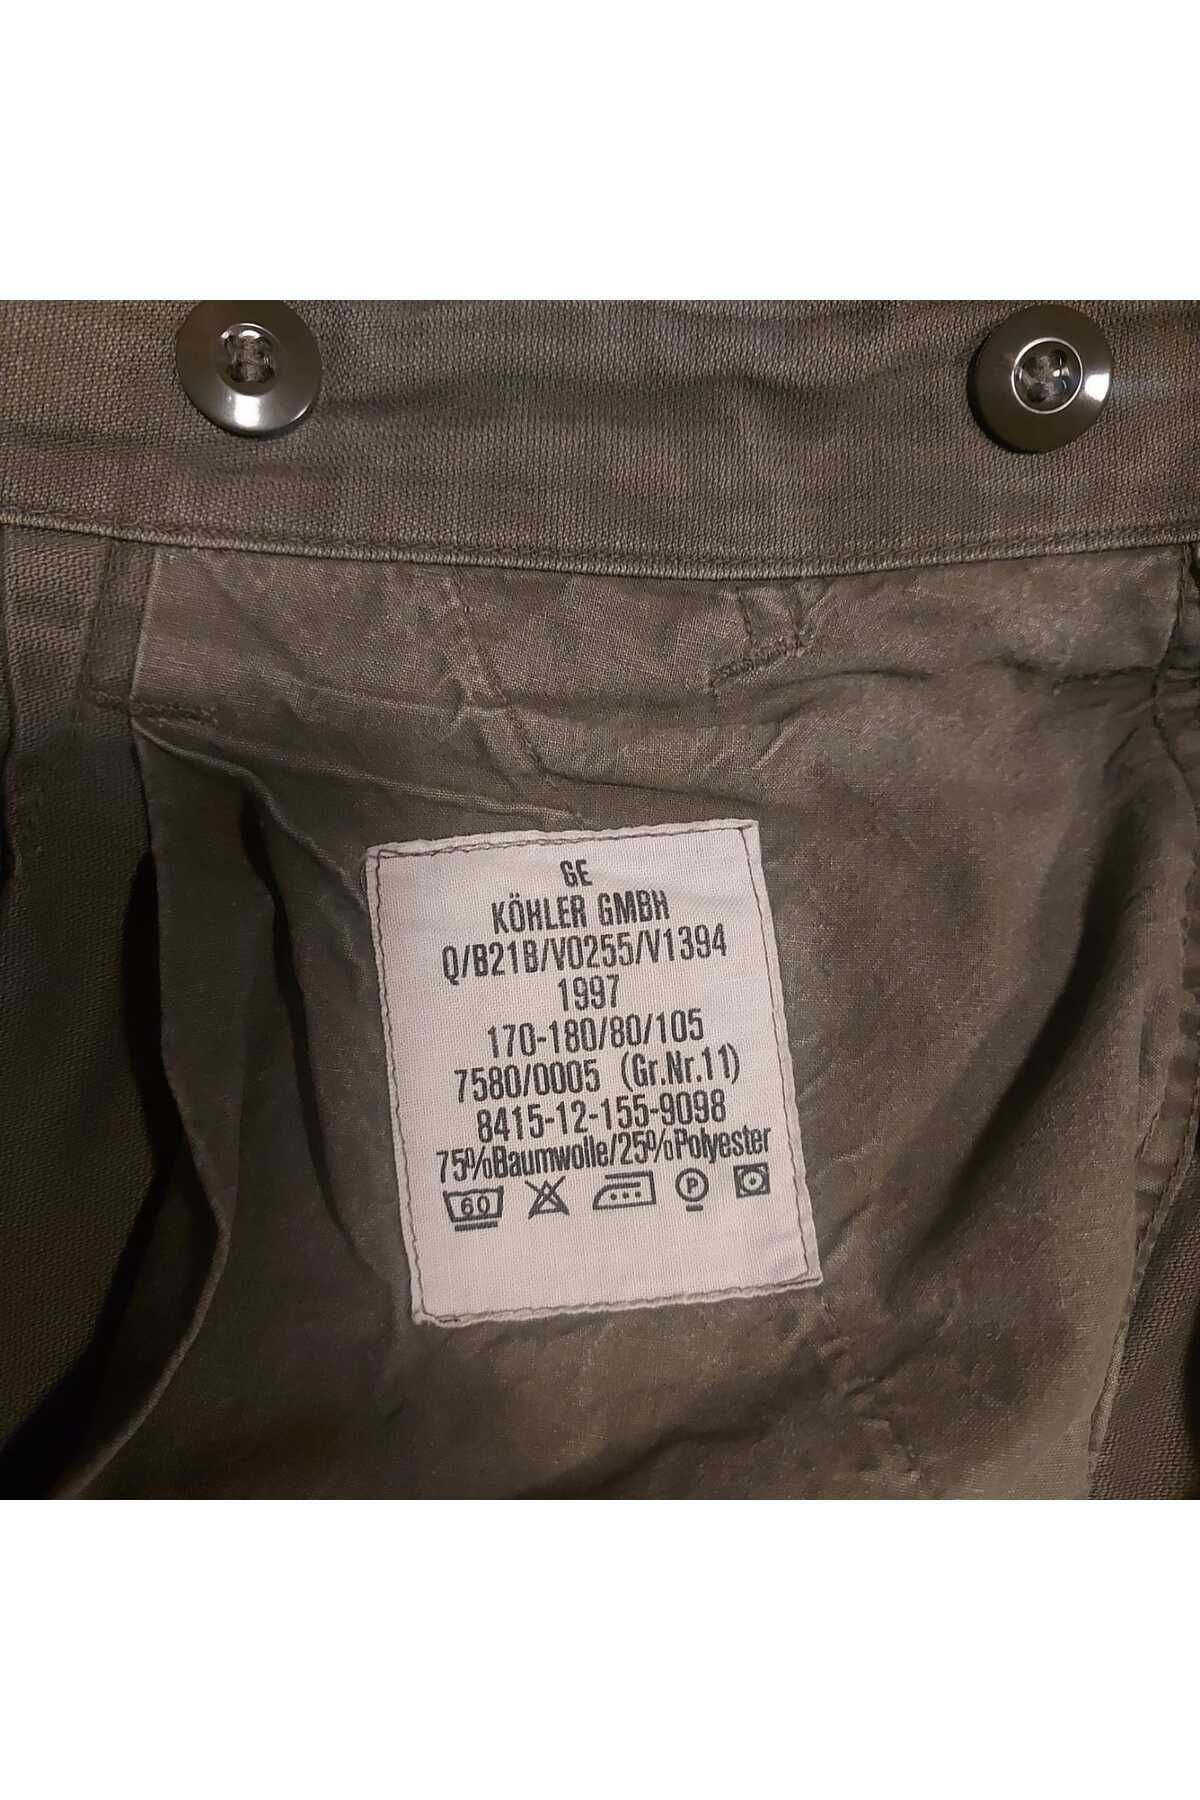 GE
KÖHLER GMBH
Q/B21B/V0255/V1394
1997
170-180/80/105
7580/0005 (Gr.Nr.11)
8415-12-155-9098
75%Baumwolle/25%Polyester
60 P